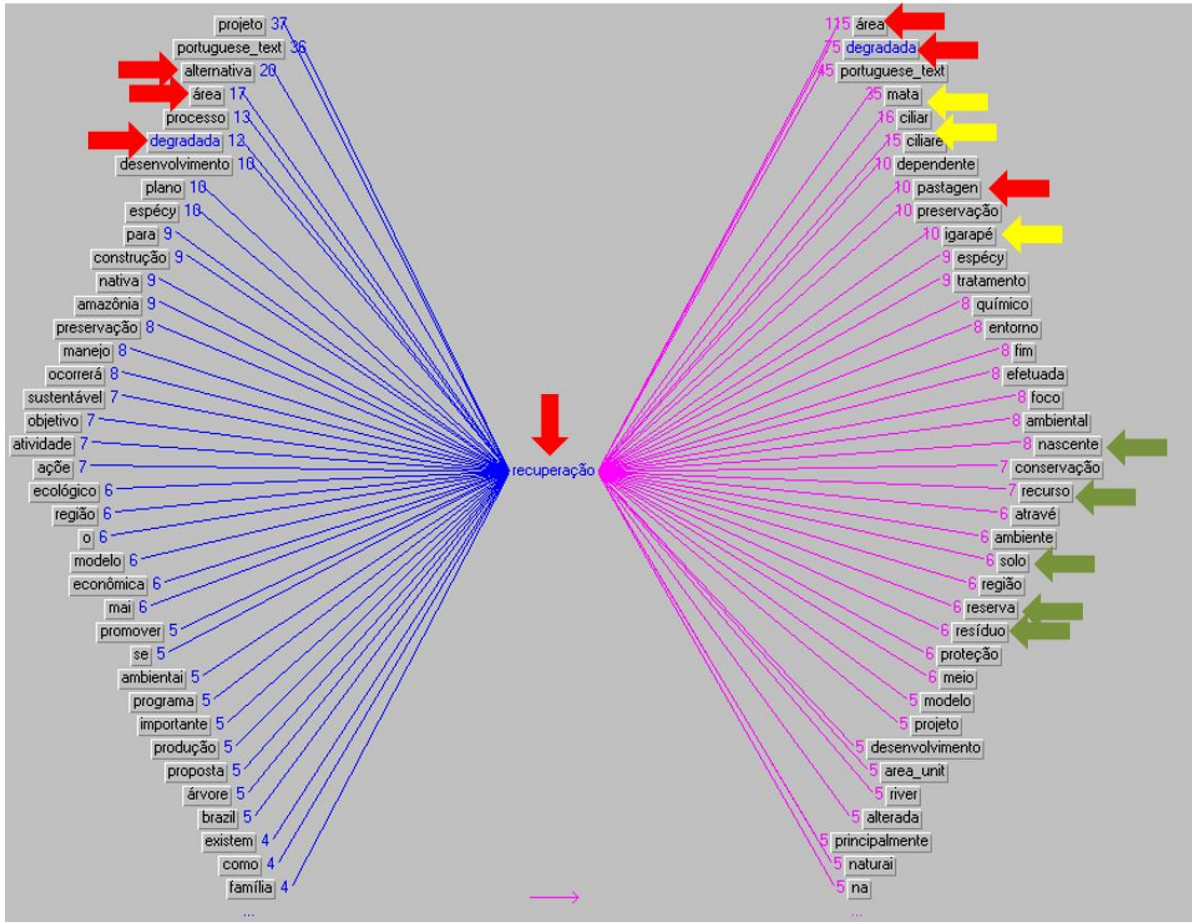 projeto 37
portuguese_text 36
alternativa 20
área 17
processo 13
degradada 12
desenvolvimento 10
plano 10
espécy 10
para 9
construção 9
nativa 9
amazônia 9
preservação 8
manejo 8
ocorrerá 8
sustentável 7
objetivo 7
atividade 7
açõe 7
ecológico 6
região 6
o 6
modelo 6
econômica 6
mai 6
promover 5
se 5
ambientai 5
programa 5
importante 5
produção 5
proposta 5
árvore 5
brazil 5
existem 4
como 4
família 4
...
recuperação
115 área
75 degradada
45 portuguese_text
35 mata
16 ciliar
15 ciliare
10 dependente
10 pastagen
10 preservação
10 igarapé
9 espécy
9 tratamento
8 químico
8 entorno
8 fim
8 efetuada
8 foco
8 ambiental
8 nascente
7 conservação
7 recurso
6 atravé
6 ambiente
6 solo
6 região
6 reserva
6 resíduo
6 proteção
6 meio
5 modelo
5 projeto
5 desenvolvimento
5 area_unit
5 river
5 alterada
5 principalmente
5 naturai
5 na
...